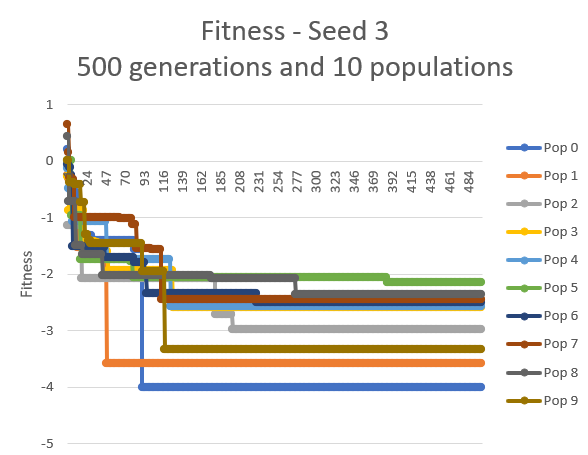 Fitness - Seed 3
500 generations and 10 populations
Fitness
1
0
-1
-2
-3
-4
-5
24
47
70
93
116
139
162
185
208
231
254
277
300
323
346
369
392
415
438
461
484
Pop 0
Pop 1
Pop 2
Pop 3
Pop 4
Pop 5
Pop 6
Pop 7
Pop 8
Pop 9